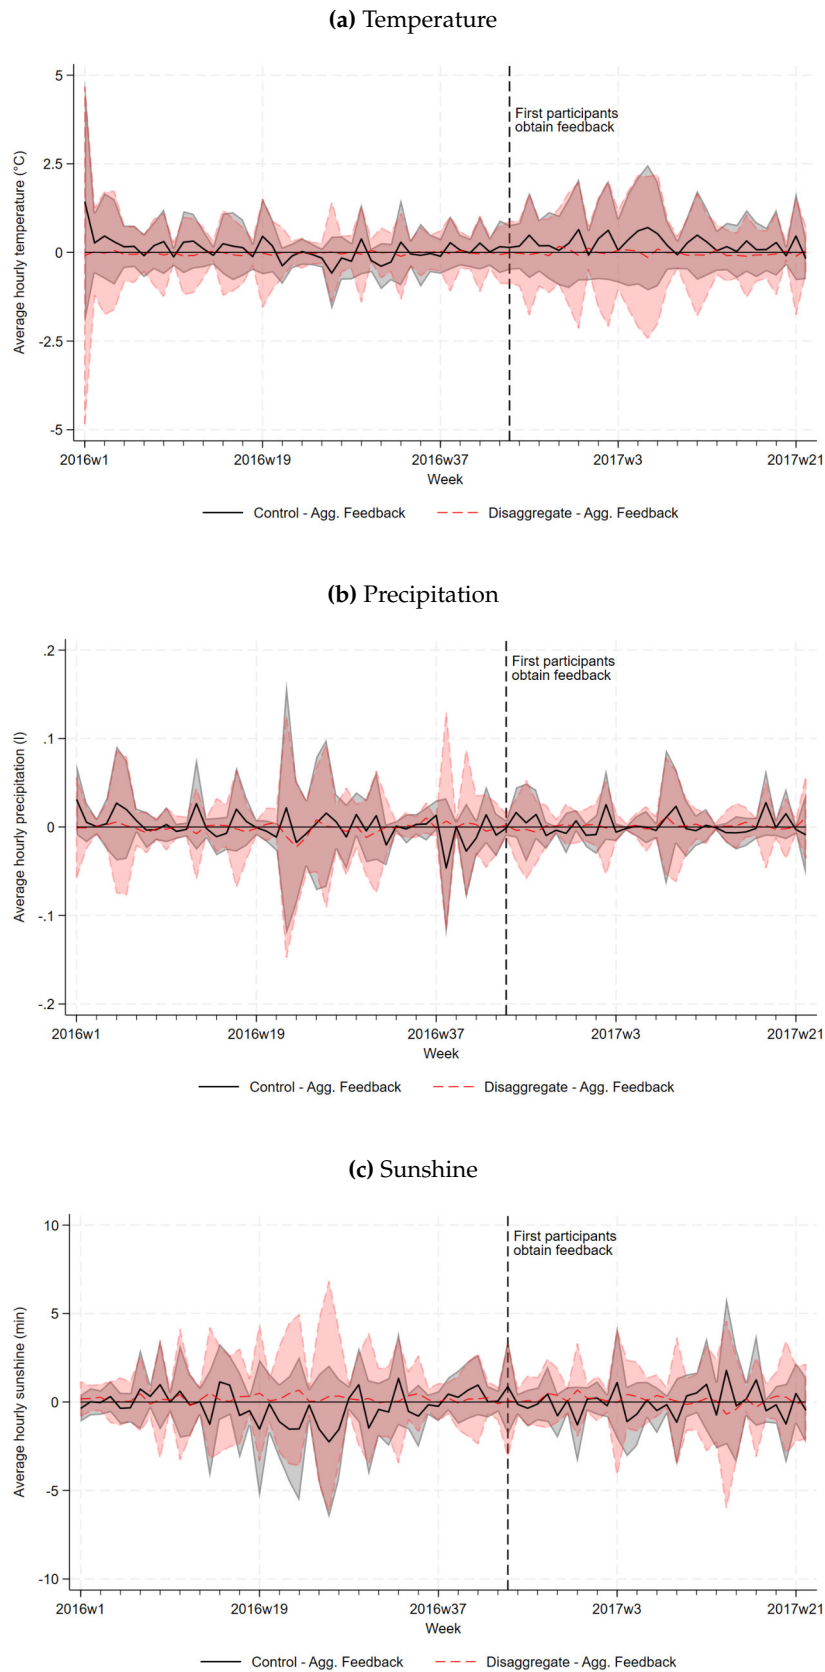 (a) Temperature
5
2.5
0
-2.5
-5
Average hourly temperature (°C)
First participants
obtain feedback
2016w1
2016w19
2016w37
2017w3
2017w21
Week
Control - Agg. Feedback
Disaggregate - Agg. Feedback
(b) Precipitation
.2
.1
0
-.1
-.2
Average hourly precipitation (l)
First participants
obtain feedback
2016w1
2016w19
2016w37
2017w3
2017w21
Week
Control - Agg. Feedback
Disaggregate - Agg. Feedback
(c) Sunshine
10
5
0
-5
-10
Average hourly sunshine (min)
First participants
obtain feedback
2016w1
2016w19
2016w37
2017w3
2017w21
Week
Control - Agg. Feedback
Disaggregate - Agg. Feedback